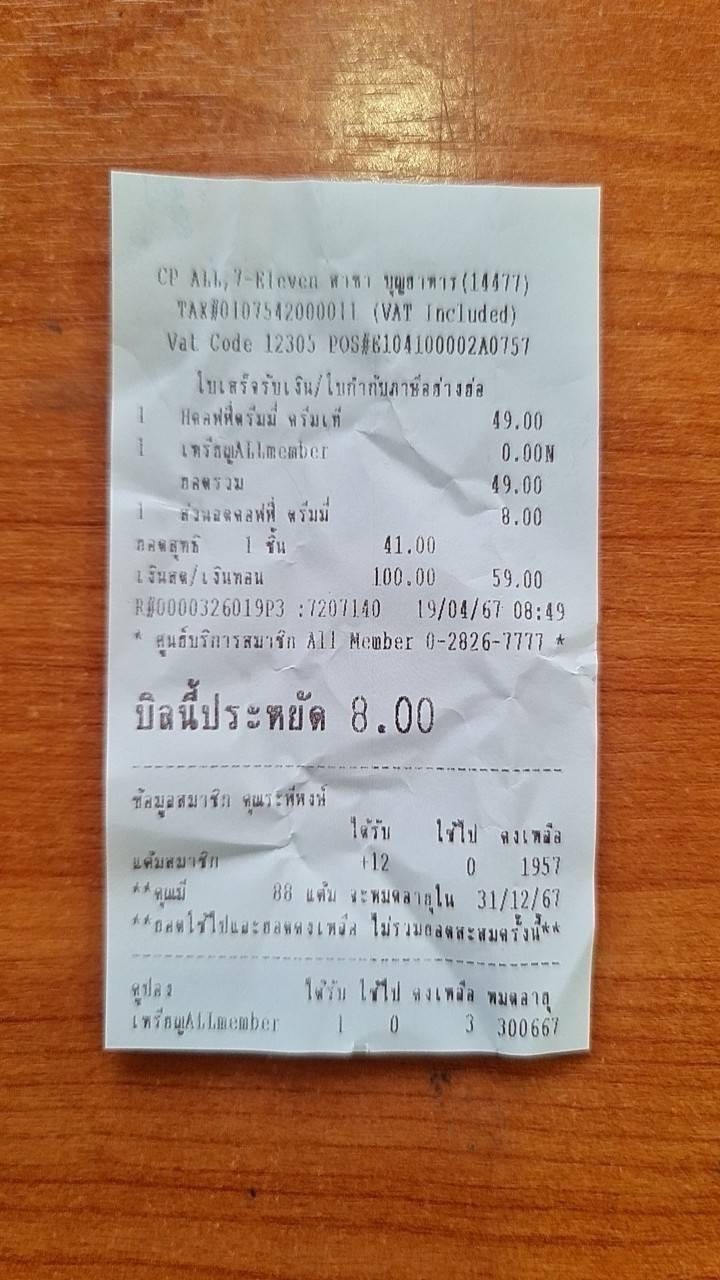 CP ALL,7-Eleven สาขา บุญธาหาร(14477)
TAX#0107542000011 (VAT Included)
Vat Code 12305 POS#E104100002A0757
ใบเสร็จรับเงิน/ใบกำกับภาษีอย่างย่อ
1 Hคอฟฟี่ครีมมี่ ครีมเท 49.00
1 เหรียญALLmember 0.00N
ยอดรวม 49.00
1 ส่วนลดคอฟฟี่ ครีมมี่ 8.00
ยอดสุทธิ 1 ชิ้น 41.00
เงินสด/เงินทอน 100.00 59.00
R#0000326019P3 :7207140 19/04/67 08:49
* ศูนย์บริการสมาชิก All Member 0-2826-7777 *
บิลนี้ประหยัด 8.00
ข้อมูลสมาชิก คุณระพีพงษ์
ได้รับ ใช้ไป คงเหลือ
แต้มสมาชิก +12 0 1957
**คุณมี 88 แต้ม จะหมดอายุใน 31/12/67
**ยอดใช้ไปและยอดคงเหลือ ไม่รวมยอดสะสมครั้งนี้**
คูปอง ได้รับ ใช้ไป คงเหลือ หมดอายุ
เหรียญALLmember 1 0 3 300667